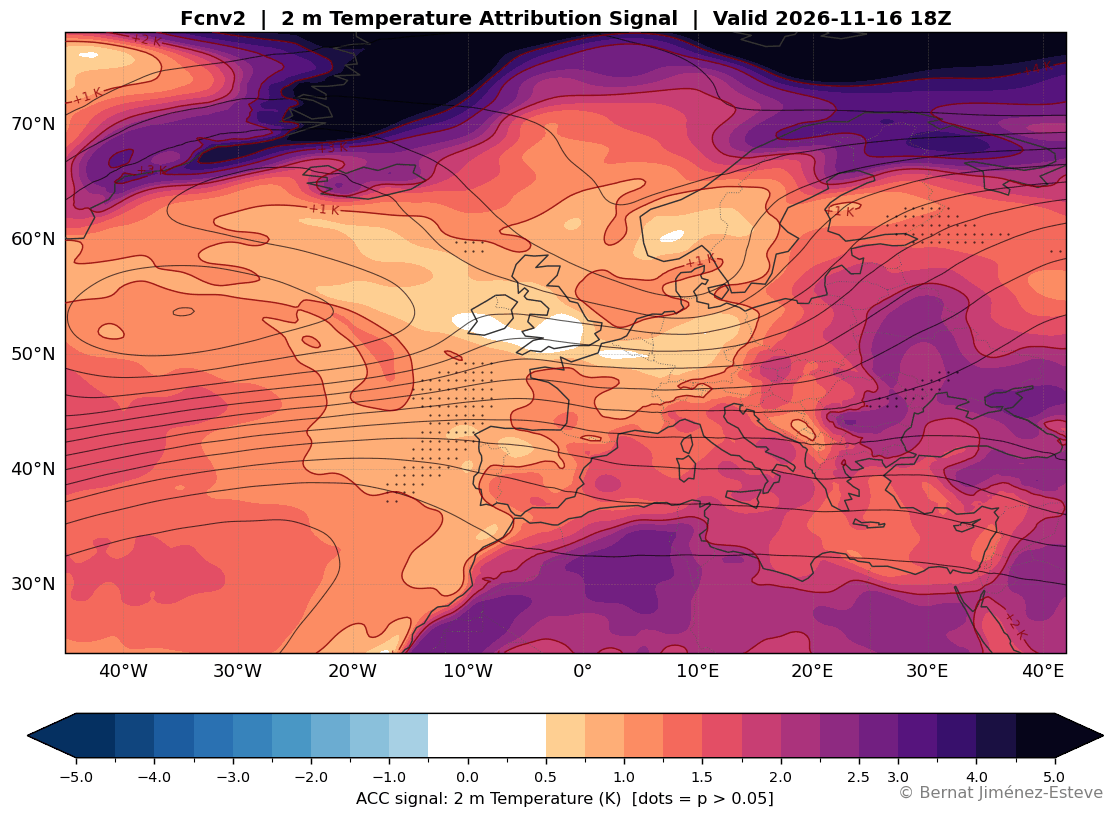 Fcnv2 | 2 m Temperature Attribution Signal | Valid 2026-11-16 18Z
+2 K
+1 K
70°N
+3 K
+1 K
+1 K
60°N
+1 K
50°N
40°N
30°N
+2 K
40°W 30°W 20°W 10°W 0° 10°E 20°E 30°E 40°E
−5.0 −4.0 −3.0 −2.0 −1.0 0.0 0.5 1.0 1.5 2.0 2.5 3.0 4.0 5.0
© Bernat Jiménez-Esteve
ACC signal: 2 m Temperature (K) [dots = p > 0.05]